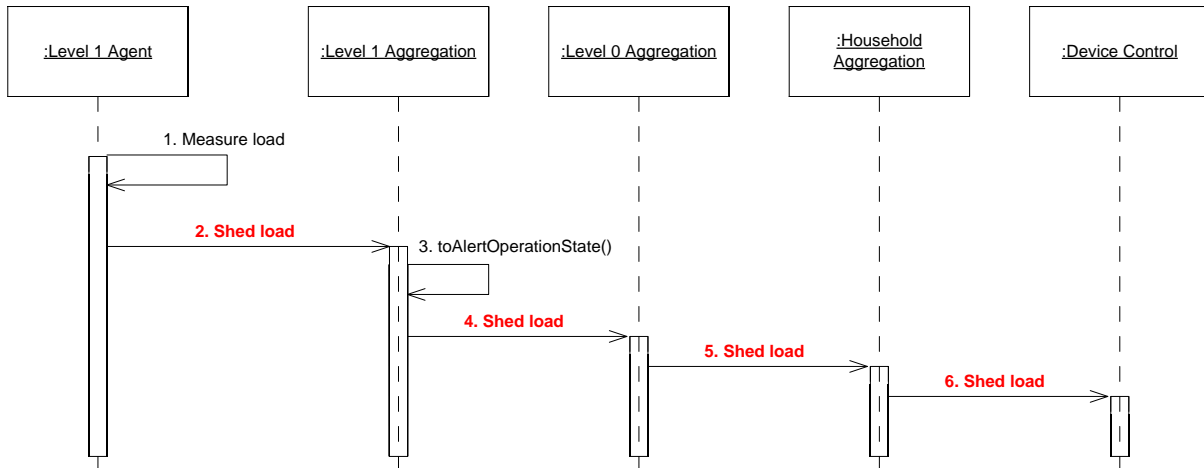 :Level 1 Agent
:Level 1 Aggregation
:Level 0 Aggregation
:Household
Aggregation
:Device Control
1. Measure load
2. Shed load
3. toAlertOperationState()
4. Shed load
5. Shed load
6. Shed load